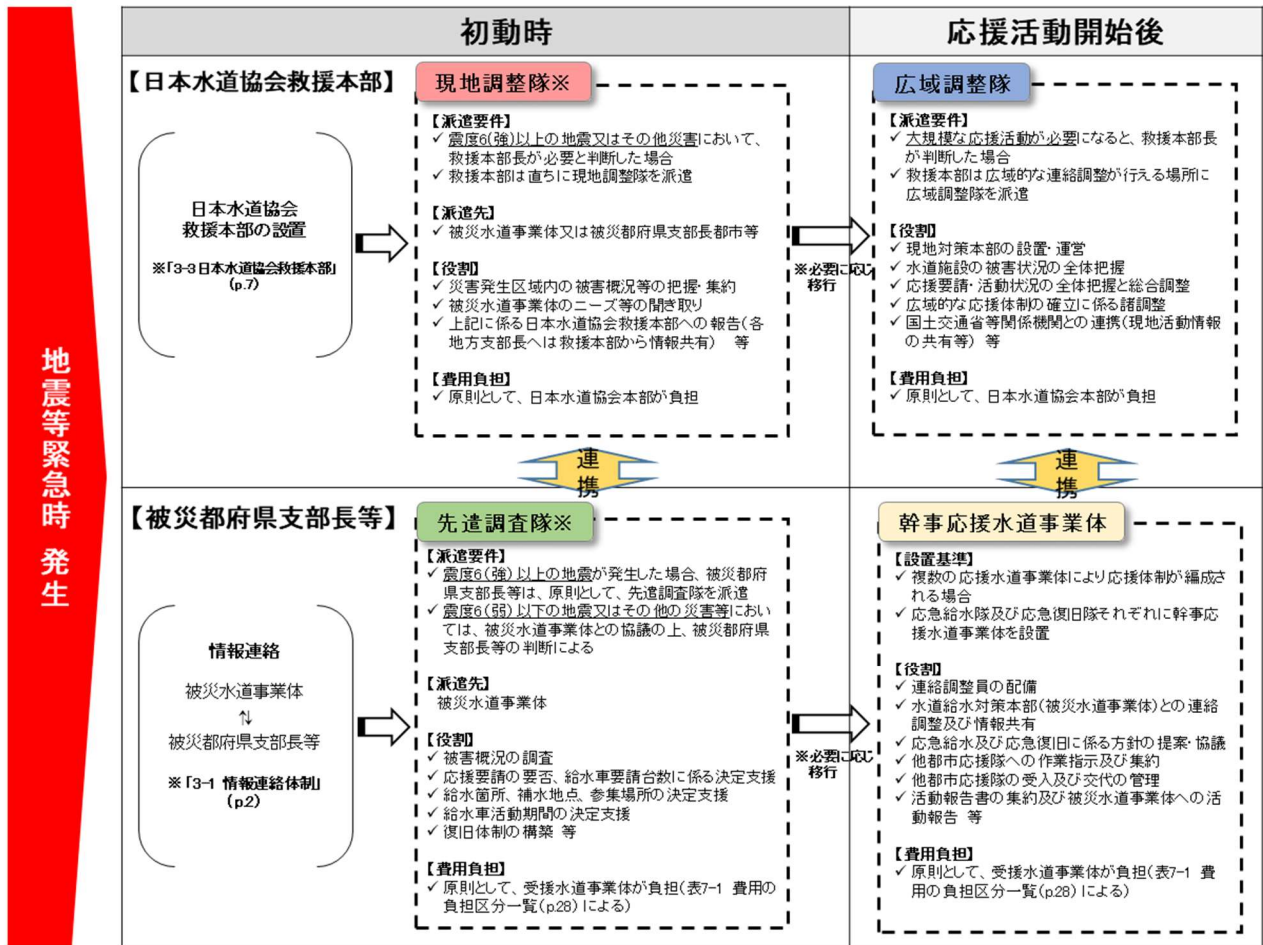 地震等緊急時 発生
初動時
応援活動開始後
【日本水道協会救援本部】
日本水道協会
救援本部の設置
※「3-3日本水道協会救援本部」
(p.7)
現地調整隊※
【派遣要件】
✓ 震度6(強)以上の地震又はその他災害において、
救援本部長が必要と判断した場合
✓ 救援本部は直ちに現地調整隊を派遣
【派遣先】
✓ 被災水道事業体又は被災都府県支部長都市等
【役割】
✓ 災害発生区域内の被害概況等の把握・集約
✓ 被災水道事業体のニーズ等の聞き取り
✓ 上記に係る日本水道協会救援本部への報告(各
地方支部長へは救援本部から情報共有) 等
【費用負担】
✓ 原則として、日本水道協会本部が負担
※必要に応じ
移行
広域調整隊
【派遣要件】
✓ 大規模な応援活動が必要になると、救援本部長
が判断した場合
✓ 救援本部は広域的な連絡調整が行える場所に
広域調整隊を派遣
【役割】
✓ 現地対策本部の設置・運営
✓ 水道施設の被害状況の全体把握
✓ 応援要請・活動状況の全体把握と総合調整
✓ 広域的な応援体制の確立に係る諸調整
✓ 国土交通省等関係機関との連携(現地活動情報
の共有等) 等
【費用負担】
✓ 原則として、日本水道協会本部が負担
連携
連携
【被災都府県支部長等】
情報連絡
被災水道事業体
⇅
被災都府県支部長等
※「3-1 情報連絡体制」
(p.2)
先遣調査隊※
【派遣要件】
✓ 震度6(強)以上の地震が発生した場合、被災都府
県支部長等は、原則として、先遣調査隊を派遣
✓ 震度6(弱)以下の地震又はその他の災害等におい
ては、被災水道事業体との協議の上、被災都府県
支部長等の判断による
【派遣先】
被災水道事業体
【役割】
✓ 被害概況の調査
✓ 応援要請の要否、給水車要請台数に係る決定支援
✓ 給水箇所、補水地点、参集場所の決定支援
✓ 給水車活動期間の決定支援
✓ 復旧体制の構築 等
【費用負担】
✓ 原則として、受援水道事業体が負担(表7-1 費用の
負担区分一覧(p.28)による)
※必要に応じ
移行
幹事応援水道事業体
【設置基準】
✓ 複数の応援水道事業体により応援体制が編成さ
れる場合
✓ 応急給水隊及び応急復旧隊それぞれに幹事応
援水道事業体を設置
【役割】
✓ 連絡調整員の配備
✓ 水道給水対策本部(被災水道事業体)との連絡
調整及び情報共有
✓ 応急給水及び応急復旧に係る方針の提案・協議
✓ 他都市応援隊への作業指示及び集約
✓ 他都市応援隊の受入及び交代の管理
✓ 活動報告書の集約及び被災水道事業体への活
動報告 等
【費用負担】
✓ 原則として、受援水道事業体が負担(表7-1 費
用の負担区分一覧(p.28)による)